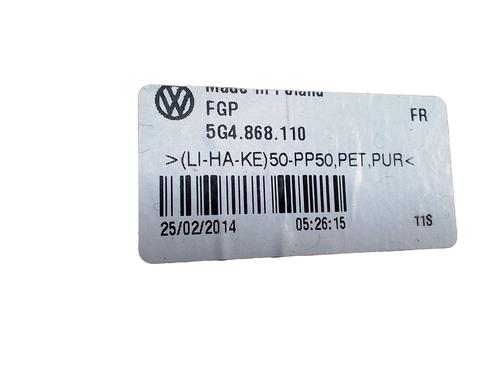 Made in Poland
FGP FR
5G4.868.110
>(LI-HA-KE)50-PP50,PET,PUR<
25/02/2014 05:26:15 11S